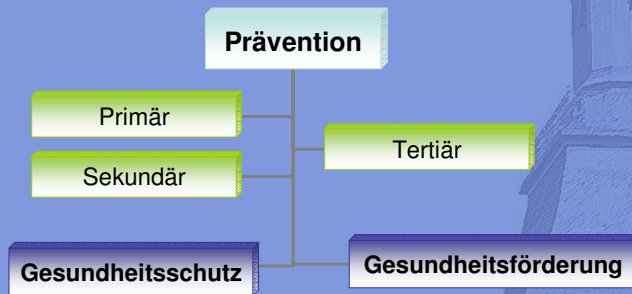 Prävention
Primär
Tertiär
Sekundär
Gesundheitsschutz
Gesundheitsförderung